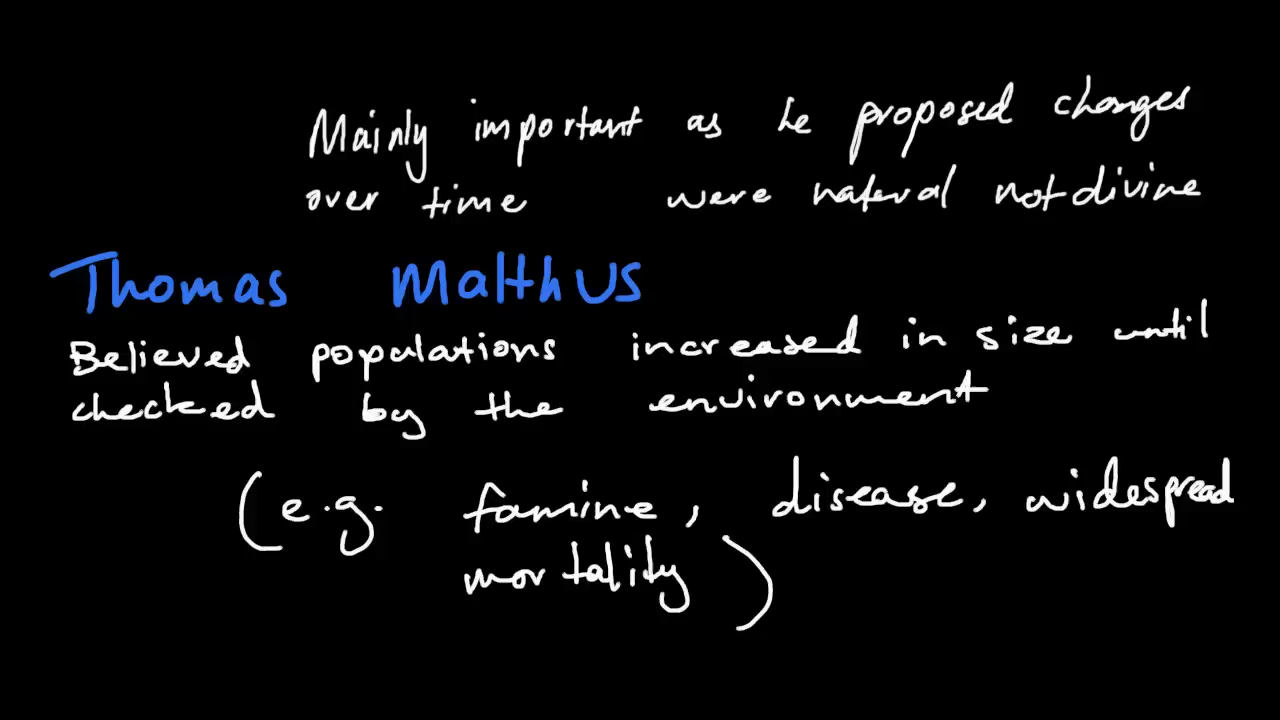 Mainly important as he proposed changes
over time were natural not divine
Thomas Malthus
Believed populations increased in size until
checked by the environment
(e.g. famine, disease, widespread
mortality)